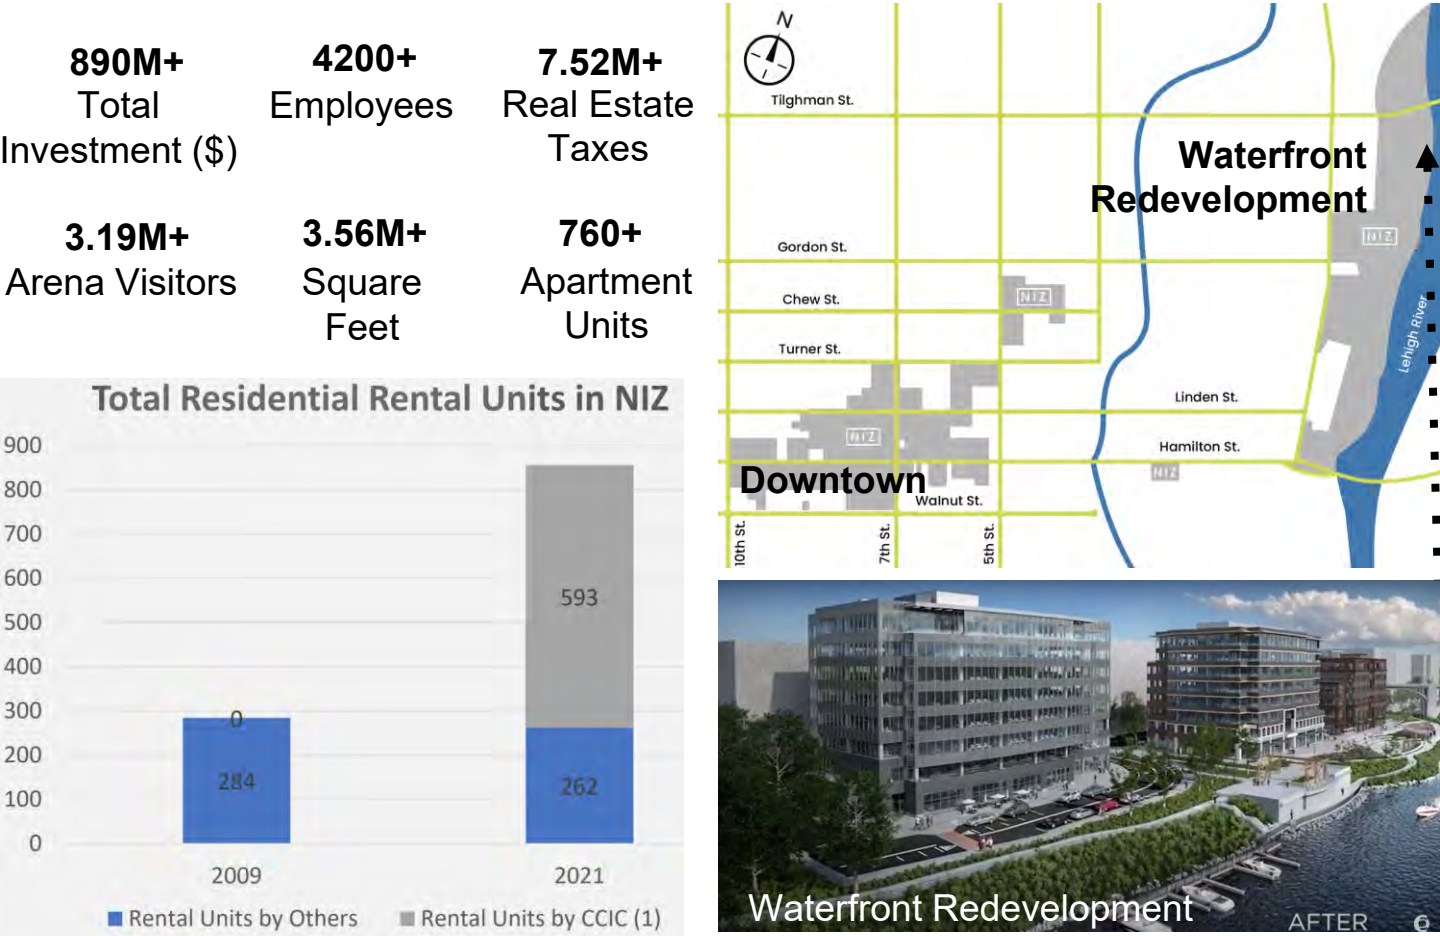 890M+
Total
Investment ($)
4200+
Employees
7.52M+
Real Estate
Taxes
3.19M+
Arena Visitors
3.56M+
Square
Feet
760+
Apartment
Units
Total Residential Rental Units in NIZ
900
800
700
600
500
400
300
200
100
0
0
284
593
262
2009
2021
Rental Units by Others
Rental Units by CCIC (1)
N
Tilghman St.
Waterfront
Redevelopment
Gordon St.
NIZ
Chew St.
NIZ
Turner St.
Lehigh River
Linden St.
NIZ
Hamilton St.
NIZ
Downtown
Walnut St.
10th St.
7th St.
5th St.
Waterfront Redevelopment
AFTER
6